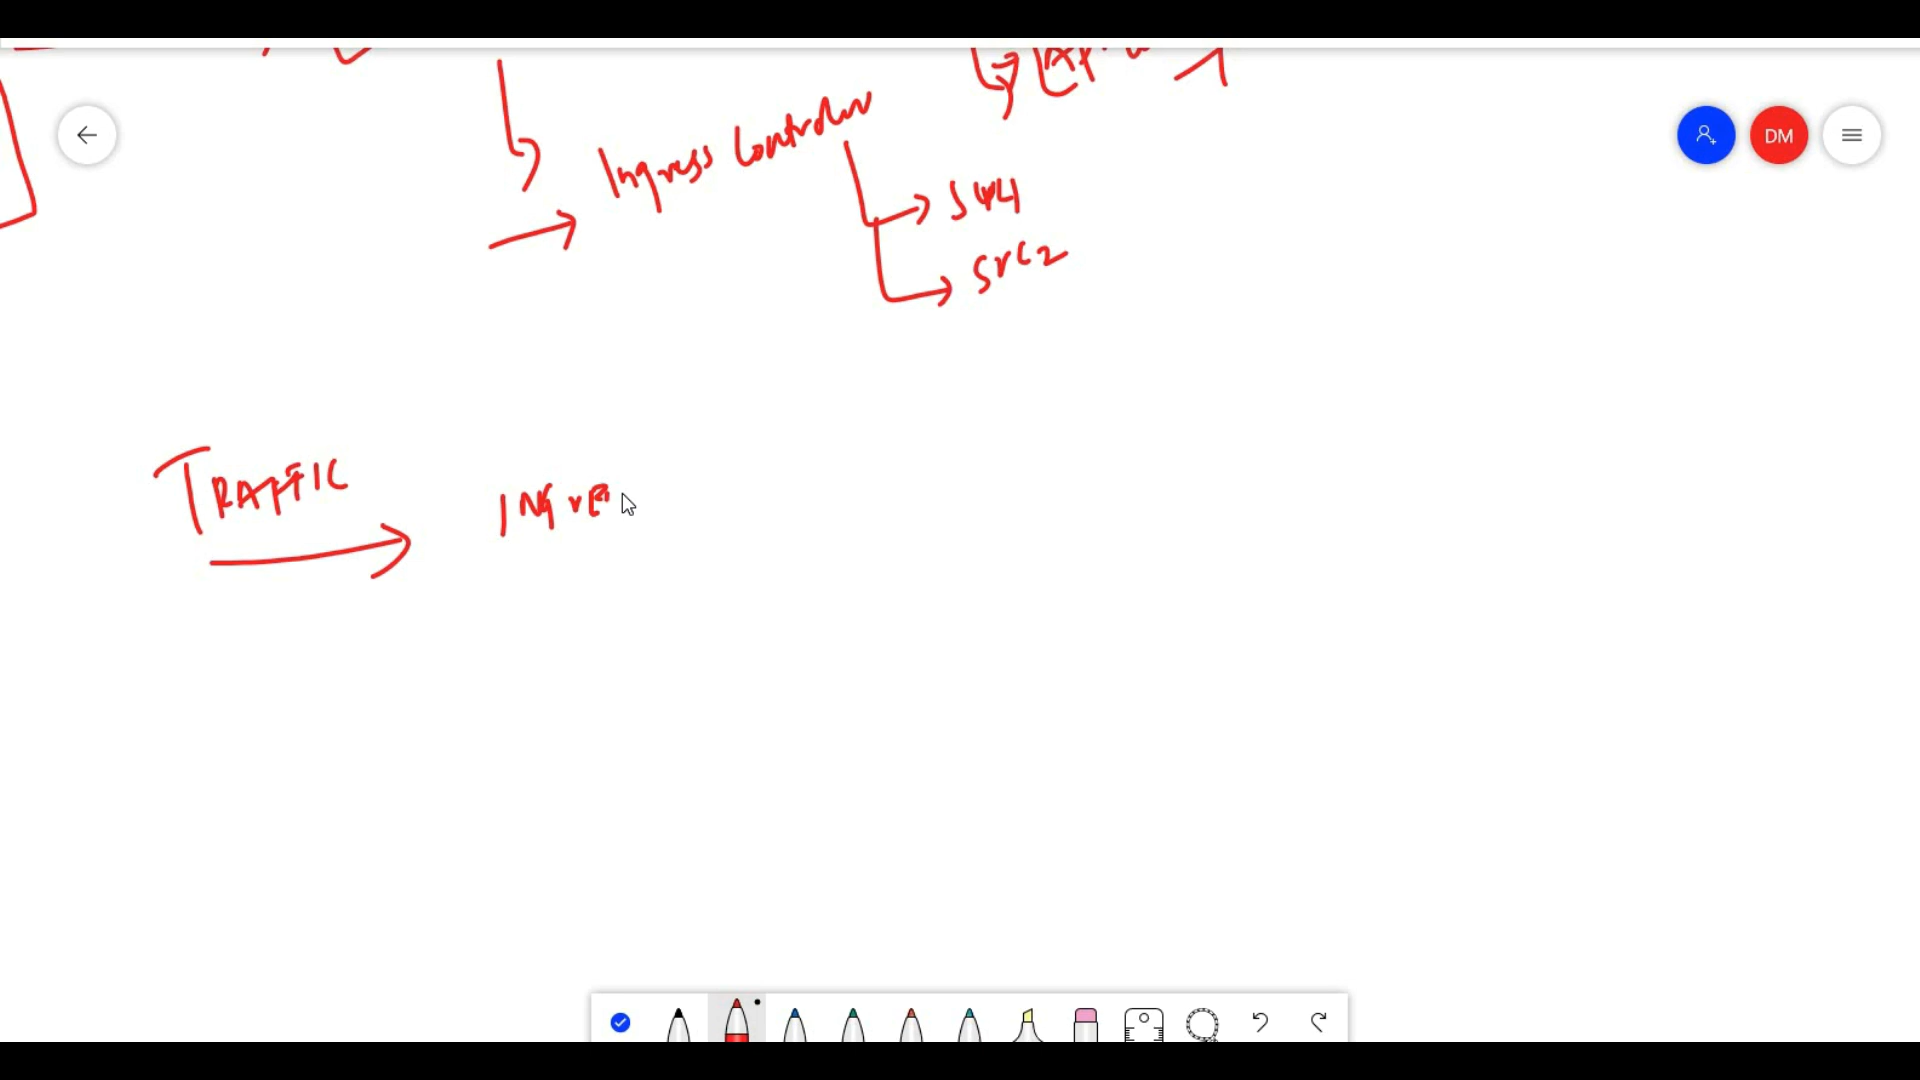 Ingress Controller
DM
SVC1
SVC2
TRAFFIC
INGRE